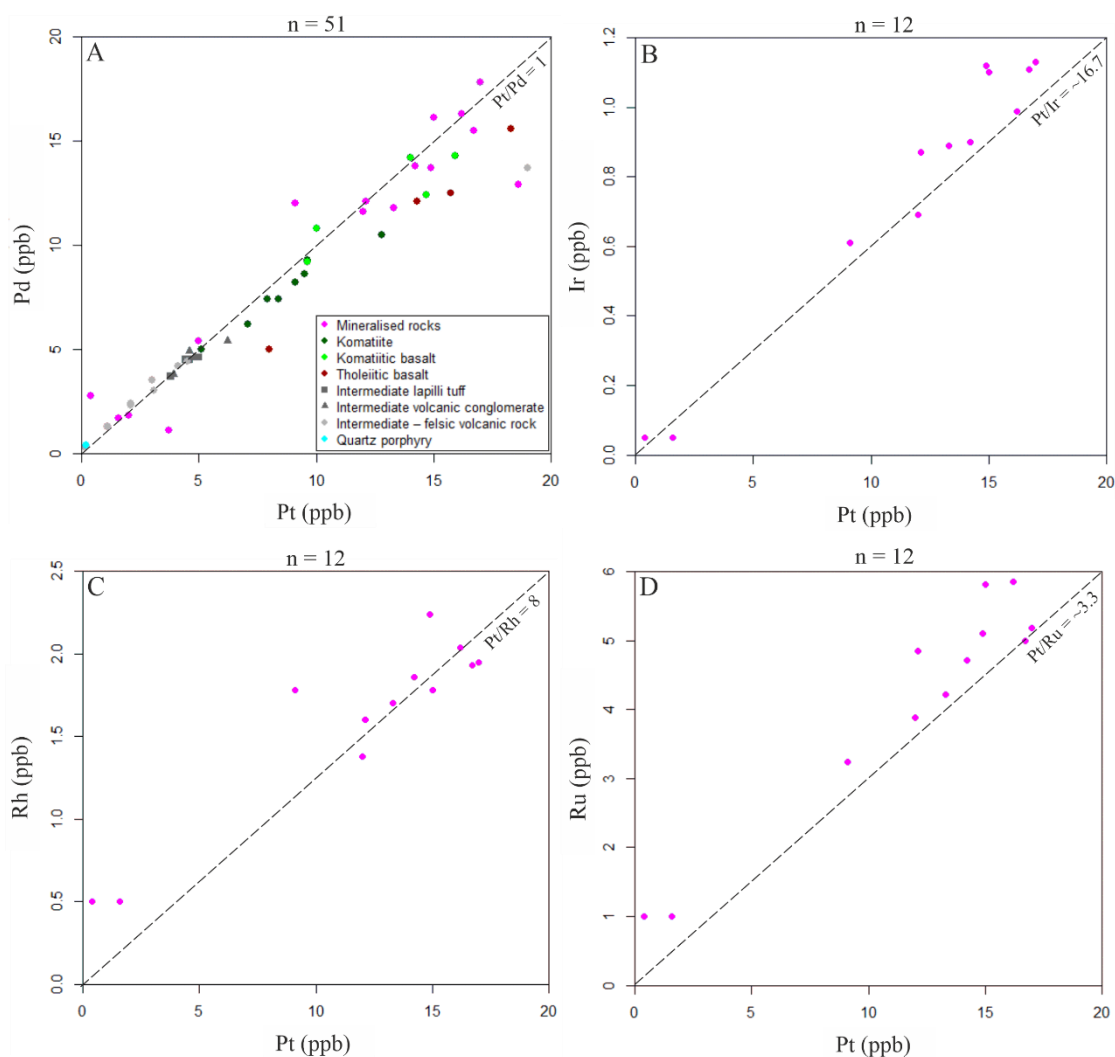 n = 51
A
Pd (ppb)
20
15
10
5
0
Pt/Pd = 1
Mineralised rocks
Komatiite
Komatiitic basalt
Tholeiitic basalt
Intermediate lapilli tuff
Intermediate volcanic conglomerate
Intermediate – felsic volcanic rock
Quartz porphyry
0 5 10 15 20
Pt (ppb)
n = 12
B
Ir (ppb)
1.2
1.0
0.8
0.6
0.4
0.2
0.0
Pt/Ir = ~16.7
0 5 10 15 20
Pt (ppb)
n = 12
C
Rh (ppb)
2.5
2.0
1.5
1.0
0.5
0.0
Pt/Rh = 8
0 5 10 15 20
Pt (ppb)
n = 12
D
Ru (ppb)
6
5
4
3
2
1
0
Pt/Ru = ~3.3
0 5 10 15 20
Pt (ppb)